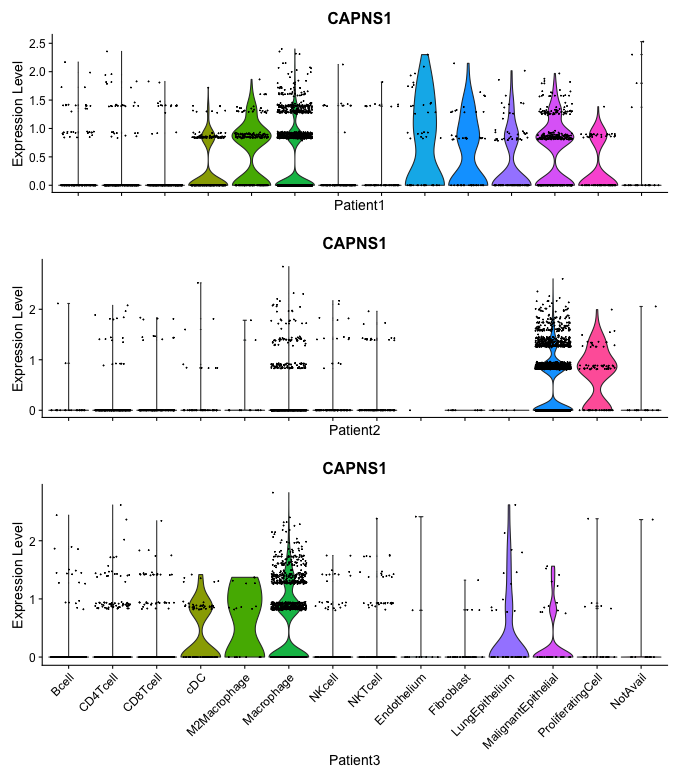 CAPNS1
Expression Level
2.5
2.0
1.5
1.0
0.5
0.0
Patient1
CAPNS1
Expression Level
2
1
0
Patient2
CAPNS1
Expression Level
2
1
0
Bcell
CD4Tcell
CD8Tcell
cDC
M2Macrophage
Macrophage
NKcell
NKTcell
Endothelium
Fibroblast
LungEpithelium
MalignantEpithelial
ProliferatingCell
NotAvail
Patient3